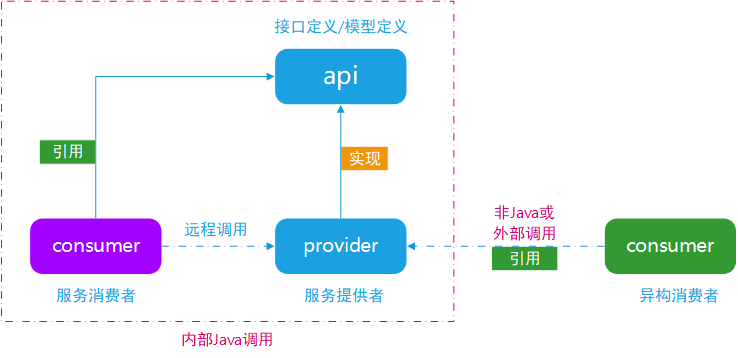 接口定义/模型定义
api
引用
实现
consumer
远程调用
provider
非Java或
外部调用
引用
consumer
服务消费者
服务提供者
异构消费者
内部Java调用